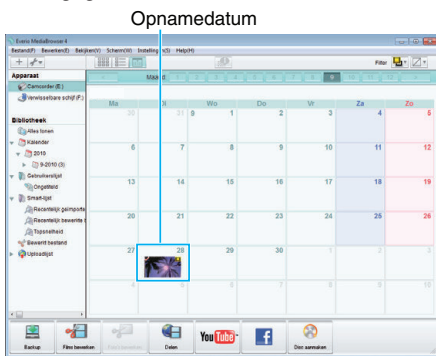 Opnamedatum
Everio MediaBrowser 4
Bestand(F) Bewerken(E) Bekijken(V) Scherm(W) Instellingen(S) Help(H)
Filter
Apparaat
Camcorder (E:)
Verwisselbare schijf (F:)
Maand
9
Bibliotheek
Alles tonen
Kalender
2010
9-2010 (3)
Gebruikerslijst
Ongetiteld
Smart-lijst
Recentelijk geïmporte
Recentelijk bewerkte b
Topsnelheid
Bewerkt bestand
Uploadlijst
Ma Di Wo Do Vr Za Zo
30 31 9 1 2 3 4 5
6 7 8 9 10 11 12
13 14 15 16 17 18 19
20 21 22 23 24 25 26
27 28 29 30 1 2 3
4 5 6 7 8 9 10
Backup Films bewerken Delen YouTube f Disc aanmaken